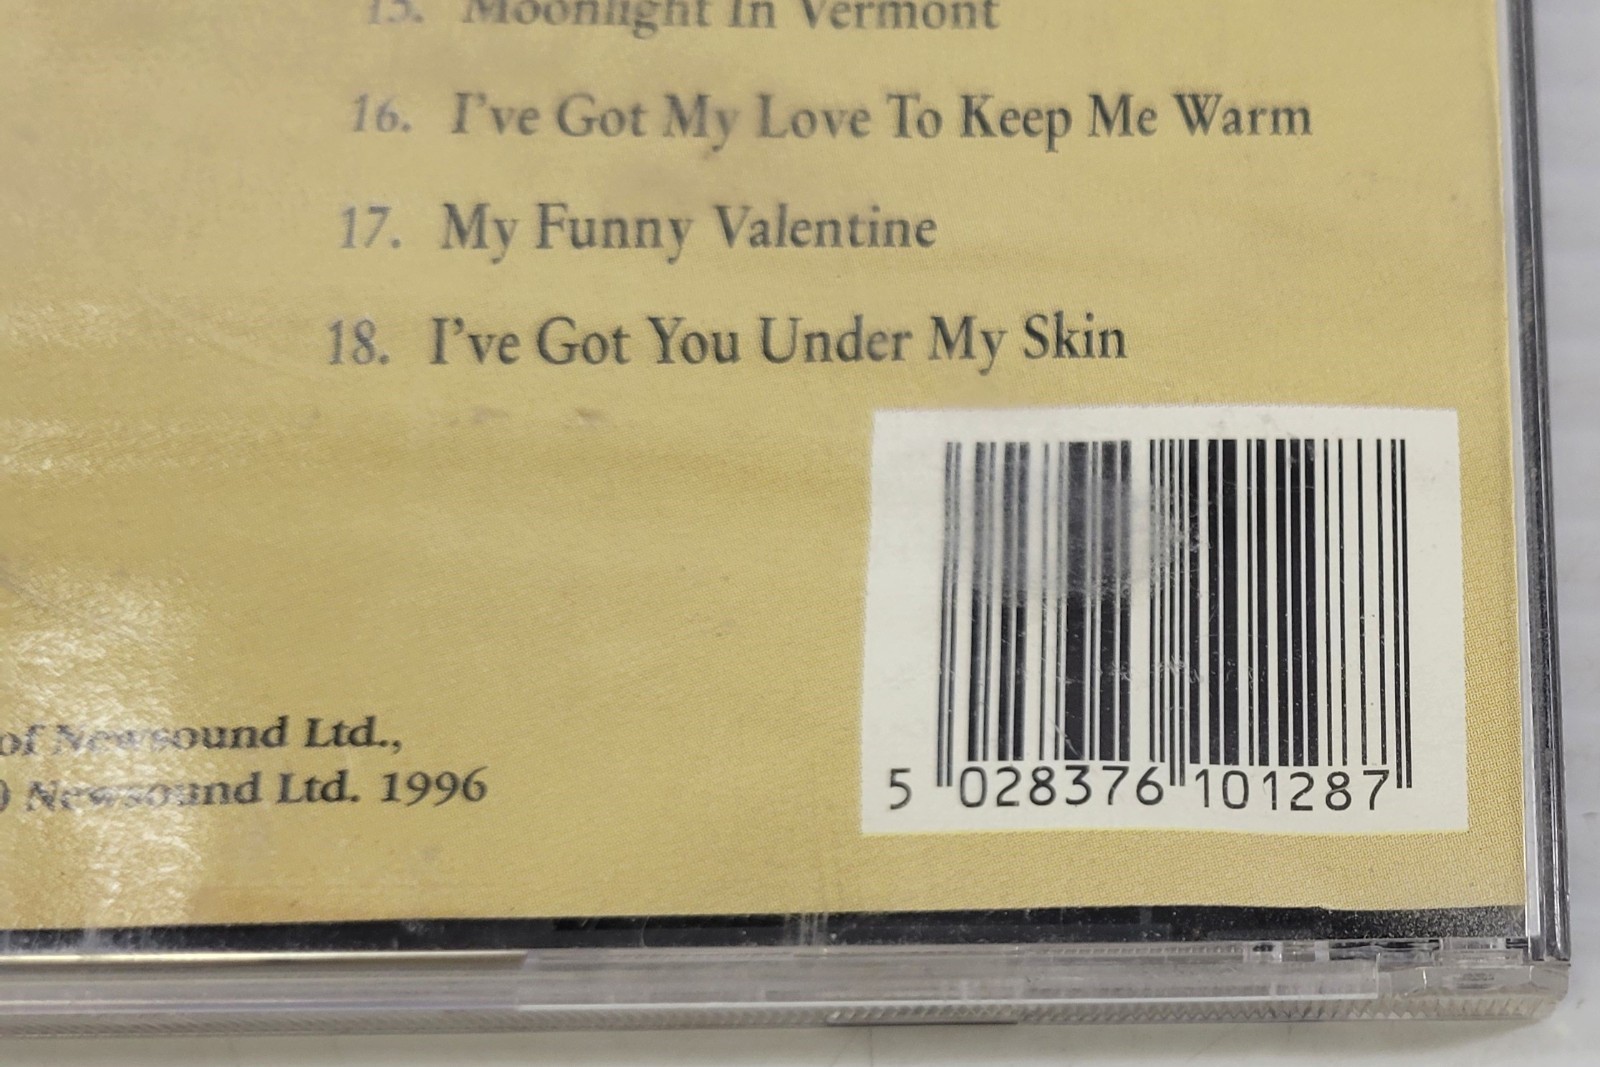 15. Moonlight In Vermont
16. I've Got My Love To Keep Me Warm
17. My Funny Valentine
18. I've Got You Under My Skin
of Newsound Ltd.,
) Newsound Ltd. 1996
5 028376 101287